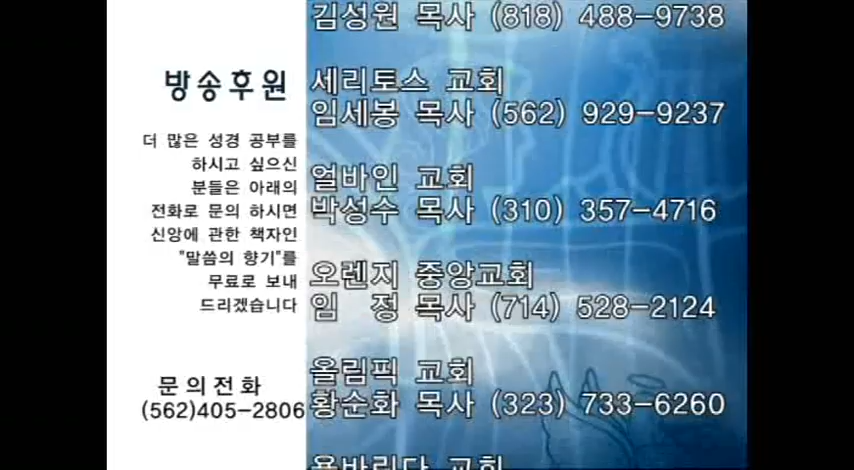 방송후원
더 많은 성경 공부를
하시고 싶으신
분들은 아래의
전화로 문의 하시면
신앙에 관한 책자인
"말씀의 향기"를
무료로 보내
드리겠습니다
문의전화
(562)405-2806
김성원 목사 (818) 488-9738
세리토스 교회
임세봉 목사 (562) 929-9237
얼바인 교회
박성수 목사 (310) 357-4716
오렌지 중앙교회
임 정 목사 (714) 528-2124
올림픽 교회
황순화 목사 (323) 733-6260
교회